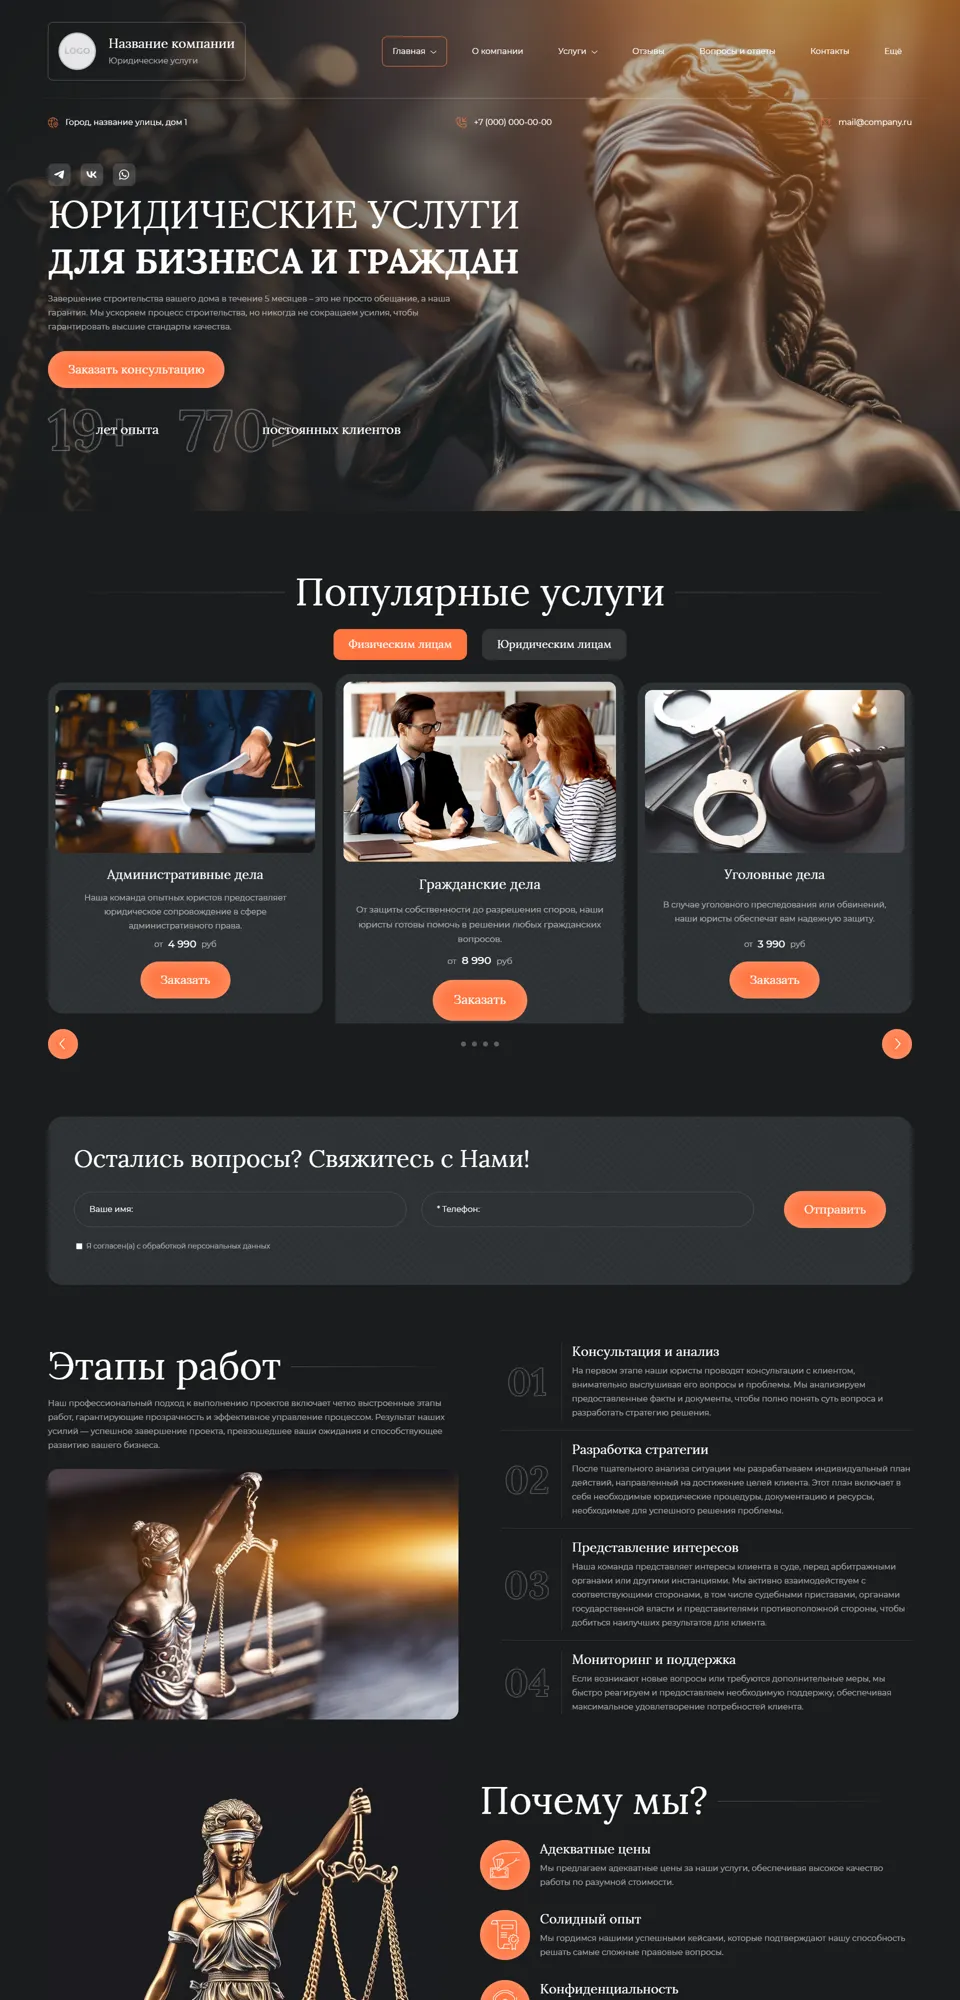 LOGO
Название компании
Юридические услуги
Главная
О компании
Услуги
Отзывы
Вопросы и ответы
Контакты
Ещё
Город, название улицы, дом 1
+7 (000) 000-00-00
mail@company.ru
ЮРИДИЧЕСКИЕ УСЛУГИ
ДЛЯ БИЗНЕСА И ГРАЖДАН
Завершение строительства вашего дома в течение 5 месяцев – это не просто обещание, а наша
гарантия. Мы ускоряем процесс строительства, но никогда не сокращаем усилия, чтобы
гарантировать высшие стандарты качества.
Заказать консультацию
19+ лет опыта
770> постоянных клиентов
Популярные услуги
Физическим лицам
Юридическим лицам
Административные дела
Наша команда опытных юристов предоставляет
юридическое сопровождение в сфере
административного права.
от 4 990 руб
Заказать
Гражданские дела
От защиты собственности до разрешения споров, наши
юристы готовы помочь в решении любых гражданских
вопросов.
от 8 990 руб
Заказать
Уголовные дела
В случае уголовного преследования или обвинений,
наши юристы обеспечат вам надежную защиту.
от 3 990 руб
Заказать
Остались вопросы? Свяжитесь с Нами!
Ваше имя:
* Телефон:
Отправить
Я согласен(а) с обработкой персональных данных
Этапы работ
Наш профессиональный подход к выполнению проектов включает четко выстроенные этапы
работ, гарантирующие прозрачность и эффективное управление процессом. Результат наших
усилий — успешное завершение проекта, превзошедшее ваши ожидания и способствующее
развитию вашего бизнеса.
01
Консультация и анализ
На первом этапе наши юристы проводят консультации с клиентом,
внимательно выслушивая его вопросы и проблемы. Мы анализируем
предоставленные факты и документы, чтобы полно понять суть вопроса и
разработать стратегию решения.
02
Разработка стратегии
После тщательного анализа ситуации мы разрабатываем индивидуальный план
действий, направленный на достижение целей клиента. Этот план включает в
себя необходимые юридические процедуры, документацию и ресурсы,
необходимые для успешного решения проблемы.
03
Представление интересов
Наша команда представляет интересы клиента в суде, перед арбитражными
органами или другими инстанциями. Мы активно взаимодействуем с
соответствующими сторонами, в том числе судебными приставами, органами
государственной власти и представителями противоположной стороны, чтобы
добиться наилучших результатов для клиента.
04
Мониторинг и поддержка
Если возникают новые вопросы или требуются дополнительные меры, мы
быстро реагируем и предоставляем необходимую поддержку, обеспечивая
максимальное удовлетворение потребностей клиента.
Почему мы?
Адекватные цены
Мы предлагаем адекватные цены за наши услуги, обеспечивая высокое качество
работы по разумной стоимости.
Солидный опыт
Мы гордимся нашими успешными кейсами, которые подтверждают нашу способность
решать самые сложные правовые вопросы.
Конфиденциальность